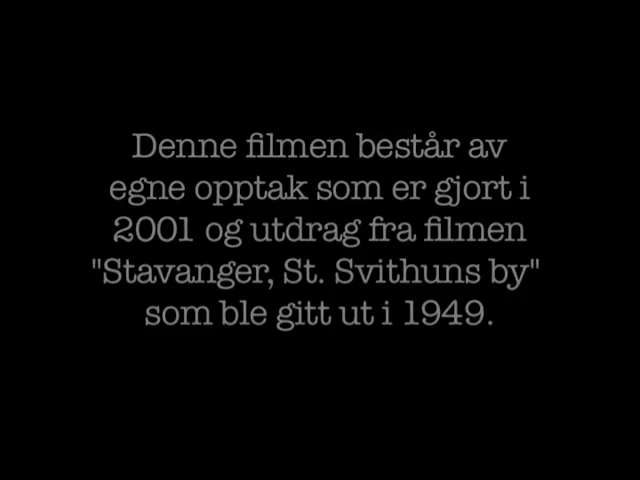 Denne filmen består av
egne opptak som er gjort i
2001 og utdrag fra filmen
"Stavanger, St. Svithuns by"
som ble gitt ut i 1949.